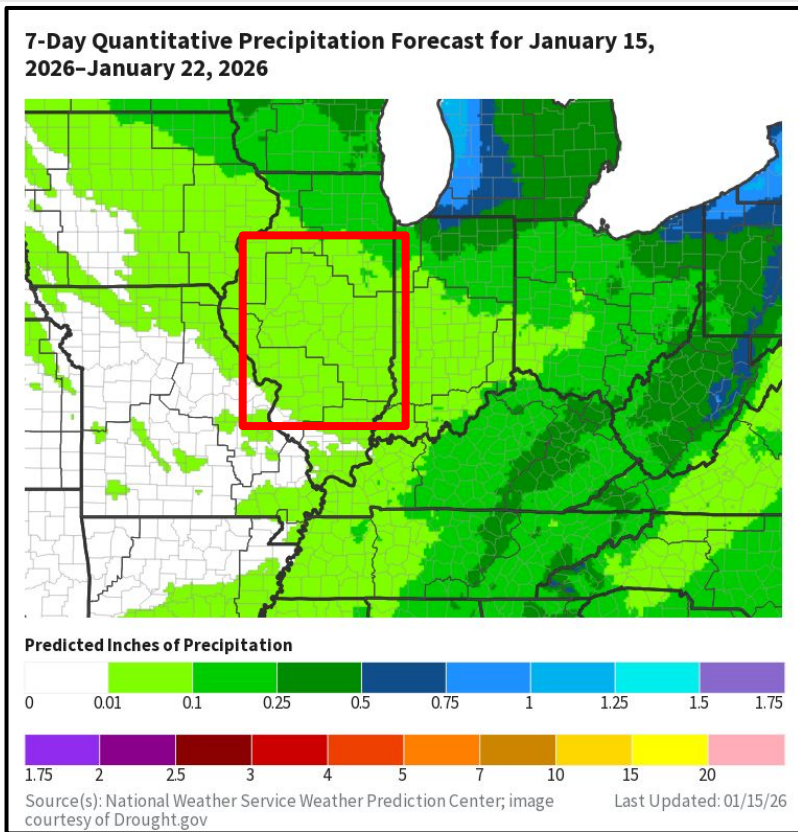 7-Day Quantitative Precipitation Forecast for January 15,
2026–January 22, 2026
Predicted Inches of Precipitation
0 0.01 0.1 0.25 0.5 0.75 1 1.25 1.5 1.75
1.75 2 2.5 3 4 5 7 10 15 20
Source(s): National Weather Service Weather Prediction Center; image Last Updated: 01/15/26
courtesy of Drought.gov